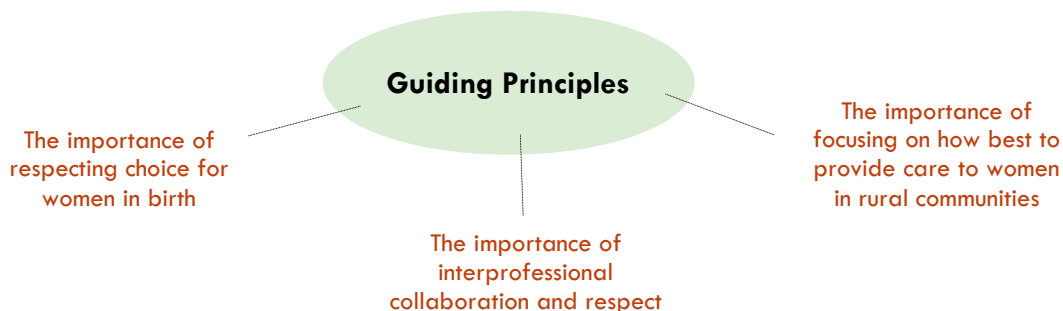 Guiding Principles
The importance of
respecting choice for
women in birth
The importance of
interprofessional
collaboration and respect
The importance of
focusing on how best to
provide care to women
in rural communities